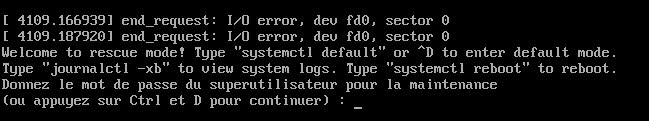 [ 4109.166939] end_request: I/O error, dev fd0, sector 0
[ 4109.187920] end_request: I/O error, dev fd0, sector 0
Welcome to rescue mode! Type "systemctl default" or ^D to enter default mode.
Type "journalctl -xb" to view system logs. Type "systemctl reboot" to reboot.
Donnez le mot de passe du superutilisateur pour la maintenance
(ou appuyez sur Ctrl et D pour continuer) : _